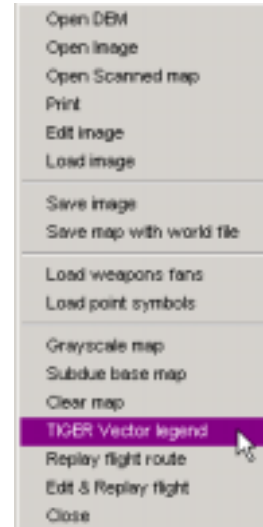 Open DEM
Open Image
Open Scanned map
Print
Edit image
Load image
Save image
Save map with world file
Load weapons fans
Load point symbols
Grayscale map
Subdue base map
Clear map
TIGER Vector legend
Replay flight route
Edit & Replay flight
Close